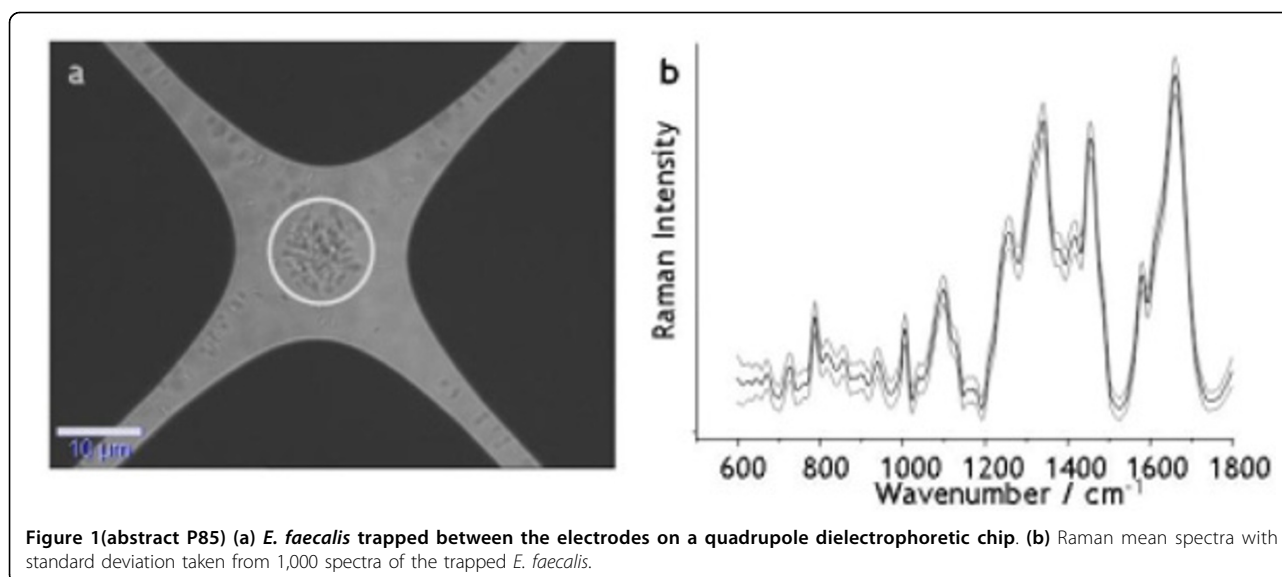 a
10 µm
b
Raman Intensity
600 800 1000 1200 1400 1600 1800
Wavenumber / cm⁻¹
Figure 1(abstract P85) (a) E. faecalis trapped between the electrodes on a quadrupole dielectrophoretic chip. (b) Raman mean spectra with
standard deviation taken from 1,000 spectra of the trapped E. faecalis.